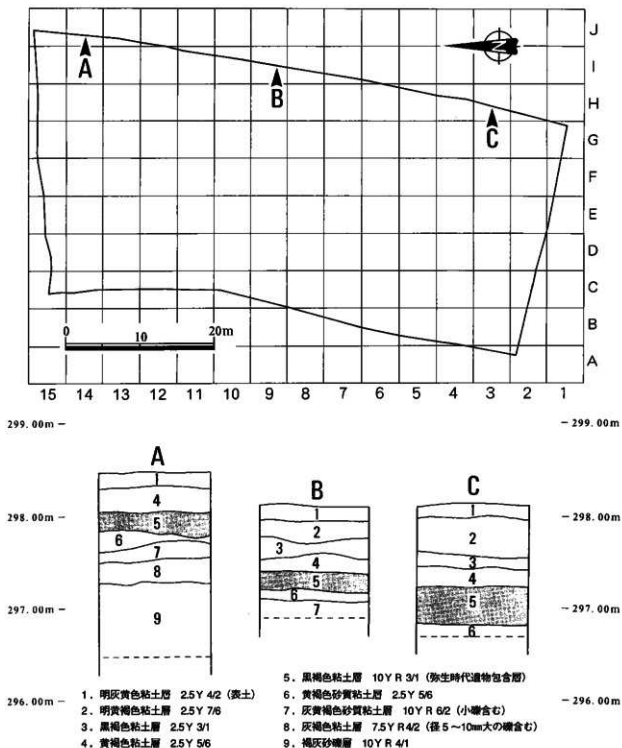 J
I
H
G
F
E
D
C
B
A
N
A
B
C
0 10 20m
15 14 13 12 11 10 9 8 7 6 5 4 3 2 1
299.00m
298.00m
297.00m
296.00m
A
1
4
5
6
7
8
9
B
1
2
3
4
5
6
7
C
1
2
3
4
5
6
299.00m
298.00m
297.00m
296.00m
1．明灰黄色粘土層 2.5Y 4/2（表土）
2．明黄褐色粘土層 2.5Y 7/6
3．黒褐色粘土層 2.5Y 3/1
4．黄褐色粘土層 2.5Y 5/6
5．黒褐色粘土層 10YR 3/1（弥生時代遺物包含層）
6．黄褐色砂質粘土層 2.5Y 5/6
7．灰黄褐色砂質粘土層 10YR 6/2（小礫含む）
8．灰褐色粘土層 7.5YR 4/2（径5～10mm大の礫含む）
9．褐灰砂礫層 10YR 4/1